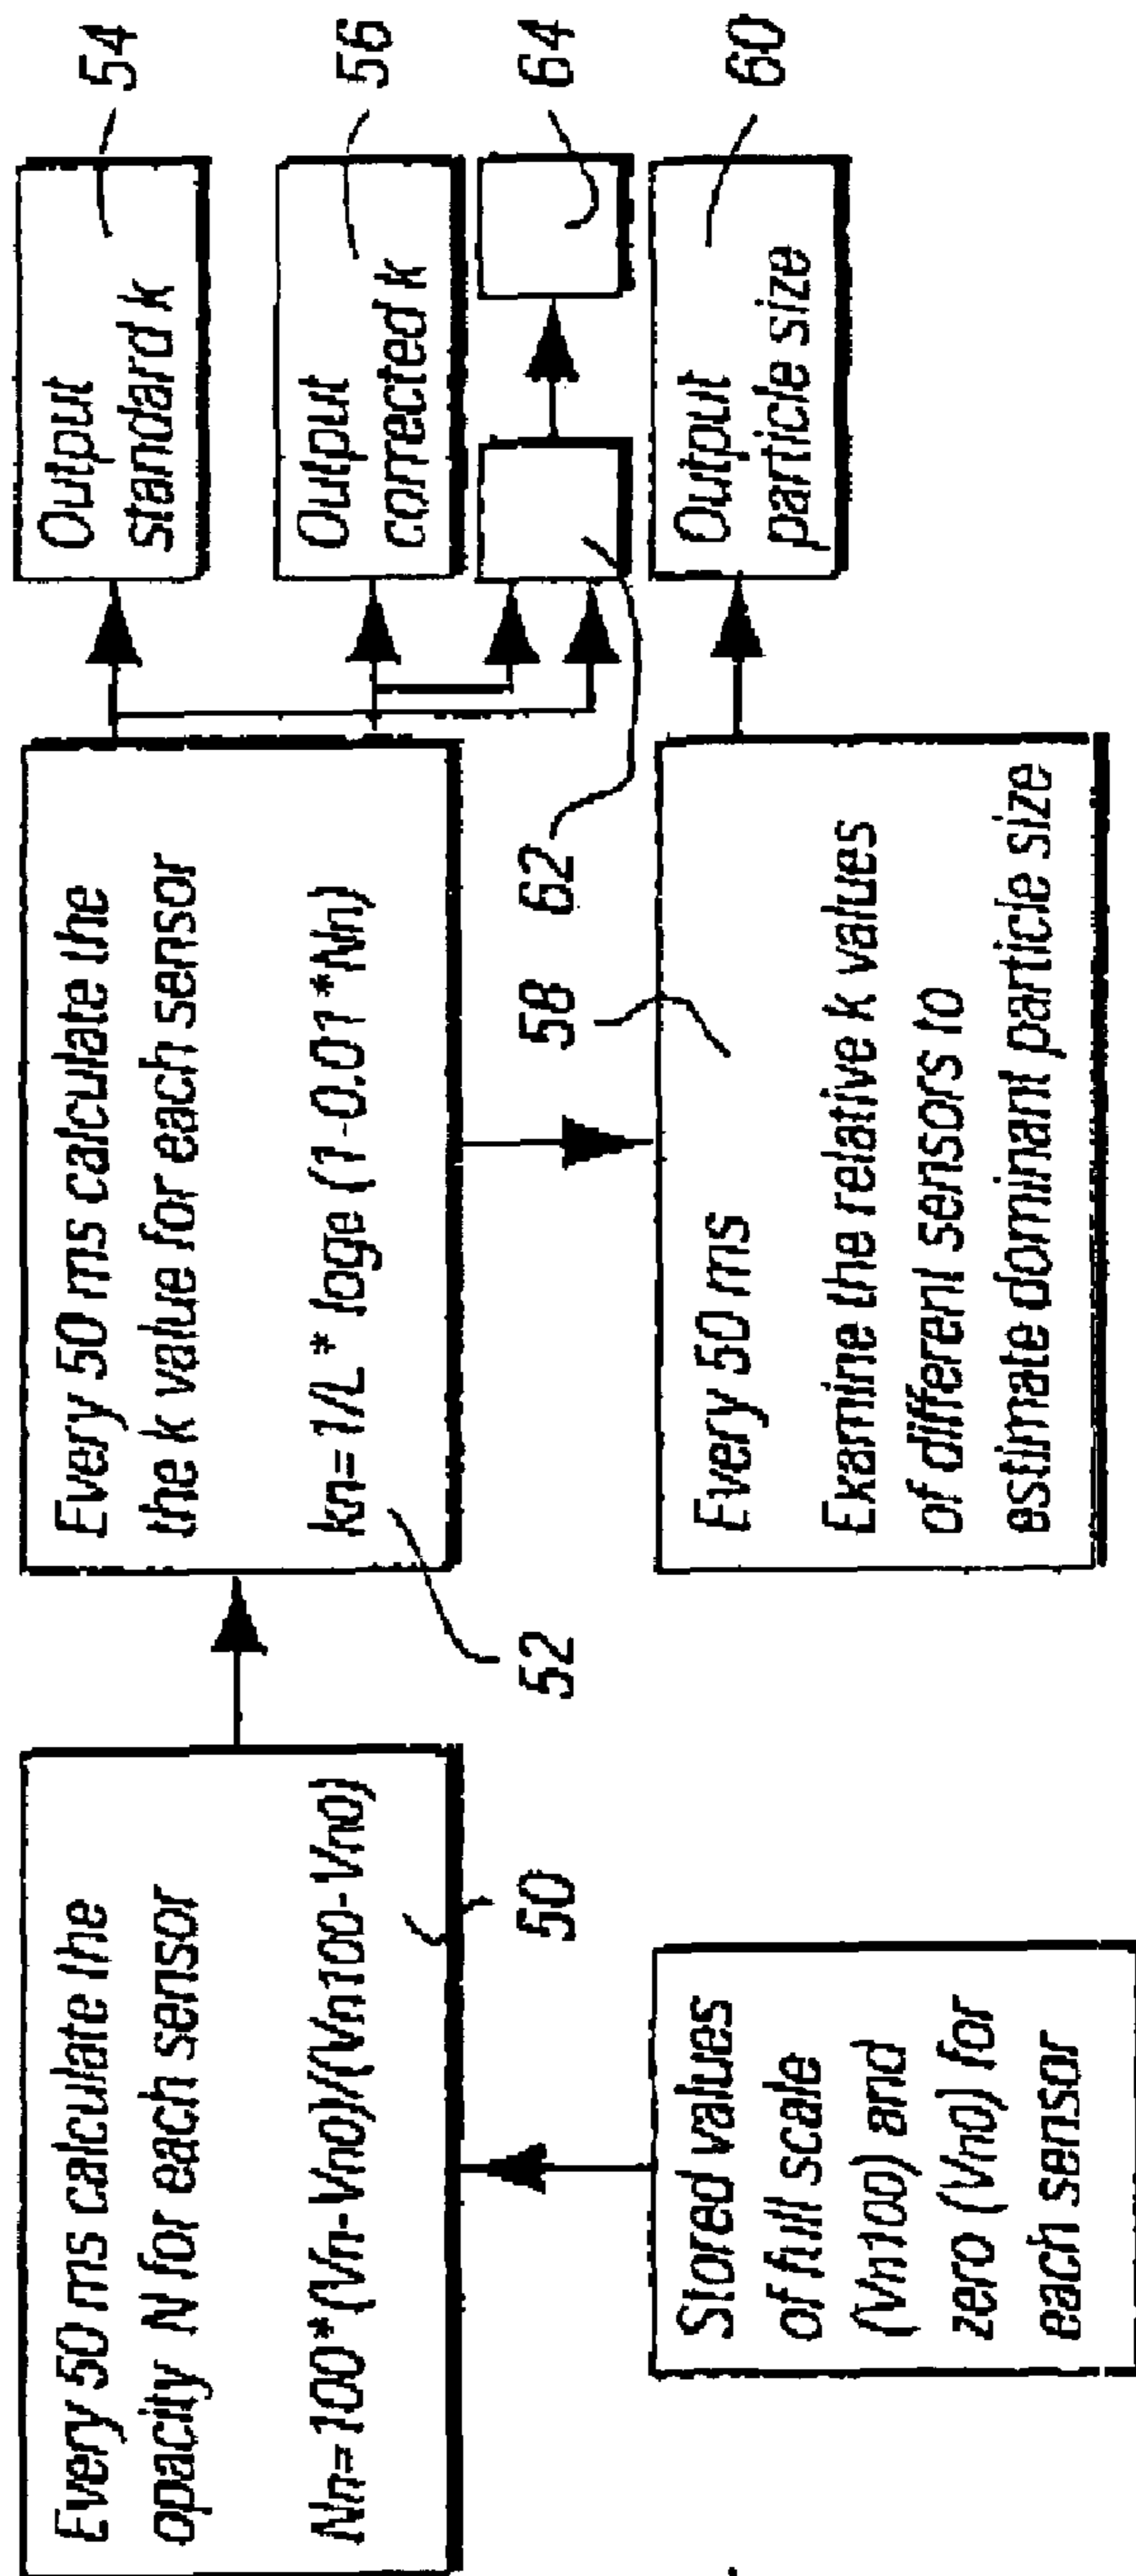 Every 50 ms calculate the
opacity N for each sensor
Nn=100*(Vn-Vn0)/(Vn100-Vn0)
50
Stored values
of full scale
(Vn100) and
zero (Vn0) for
each sensor
Every 50 ms calculate the
the k value for each sensor
kn=1/L* loge (1-0.01*Nn)
52
Every 50 ms
Examine the relative k values
of different sensors to
estimate dominant particle size
58
62
Output
standard k
54
Output
corrected k
56
64
Output
particle size
60